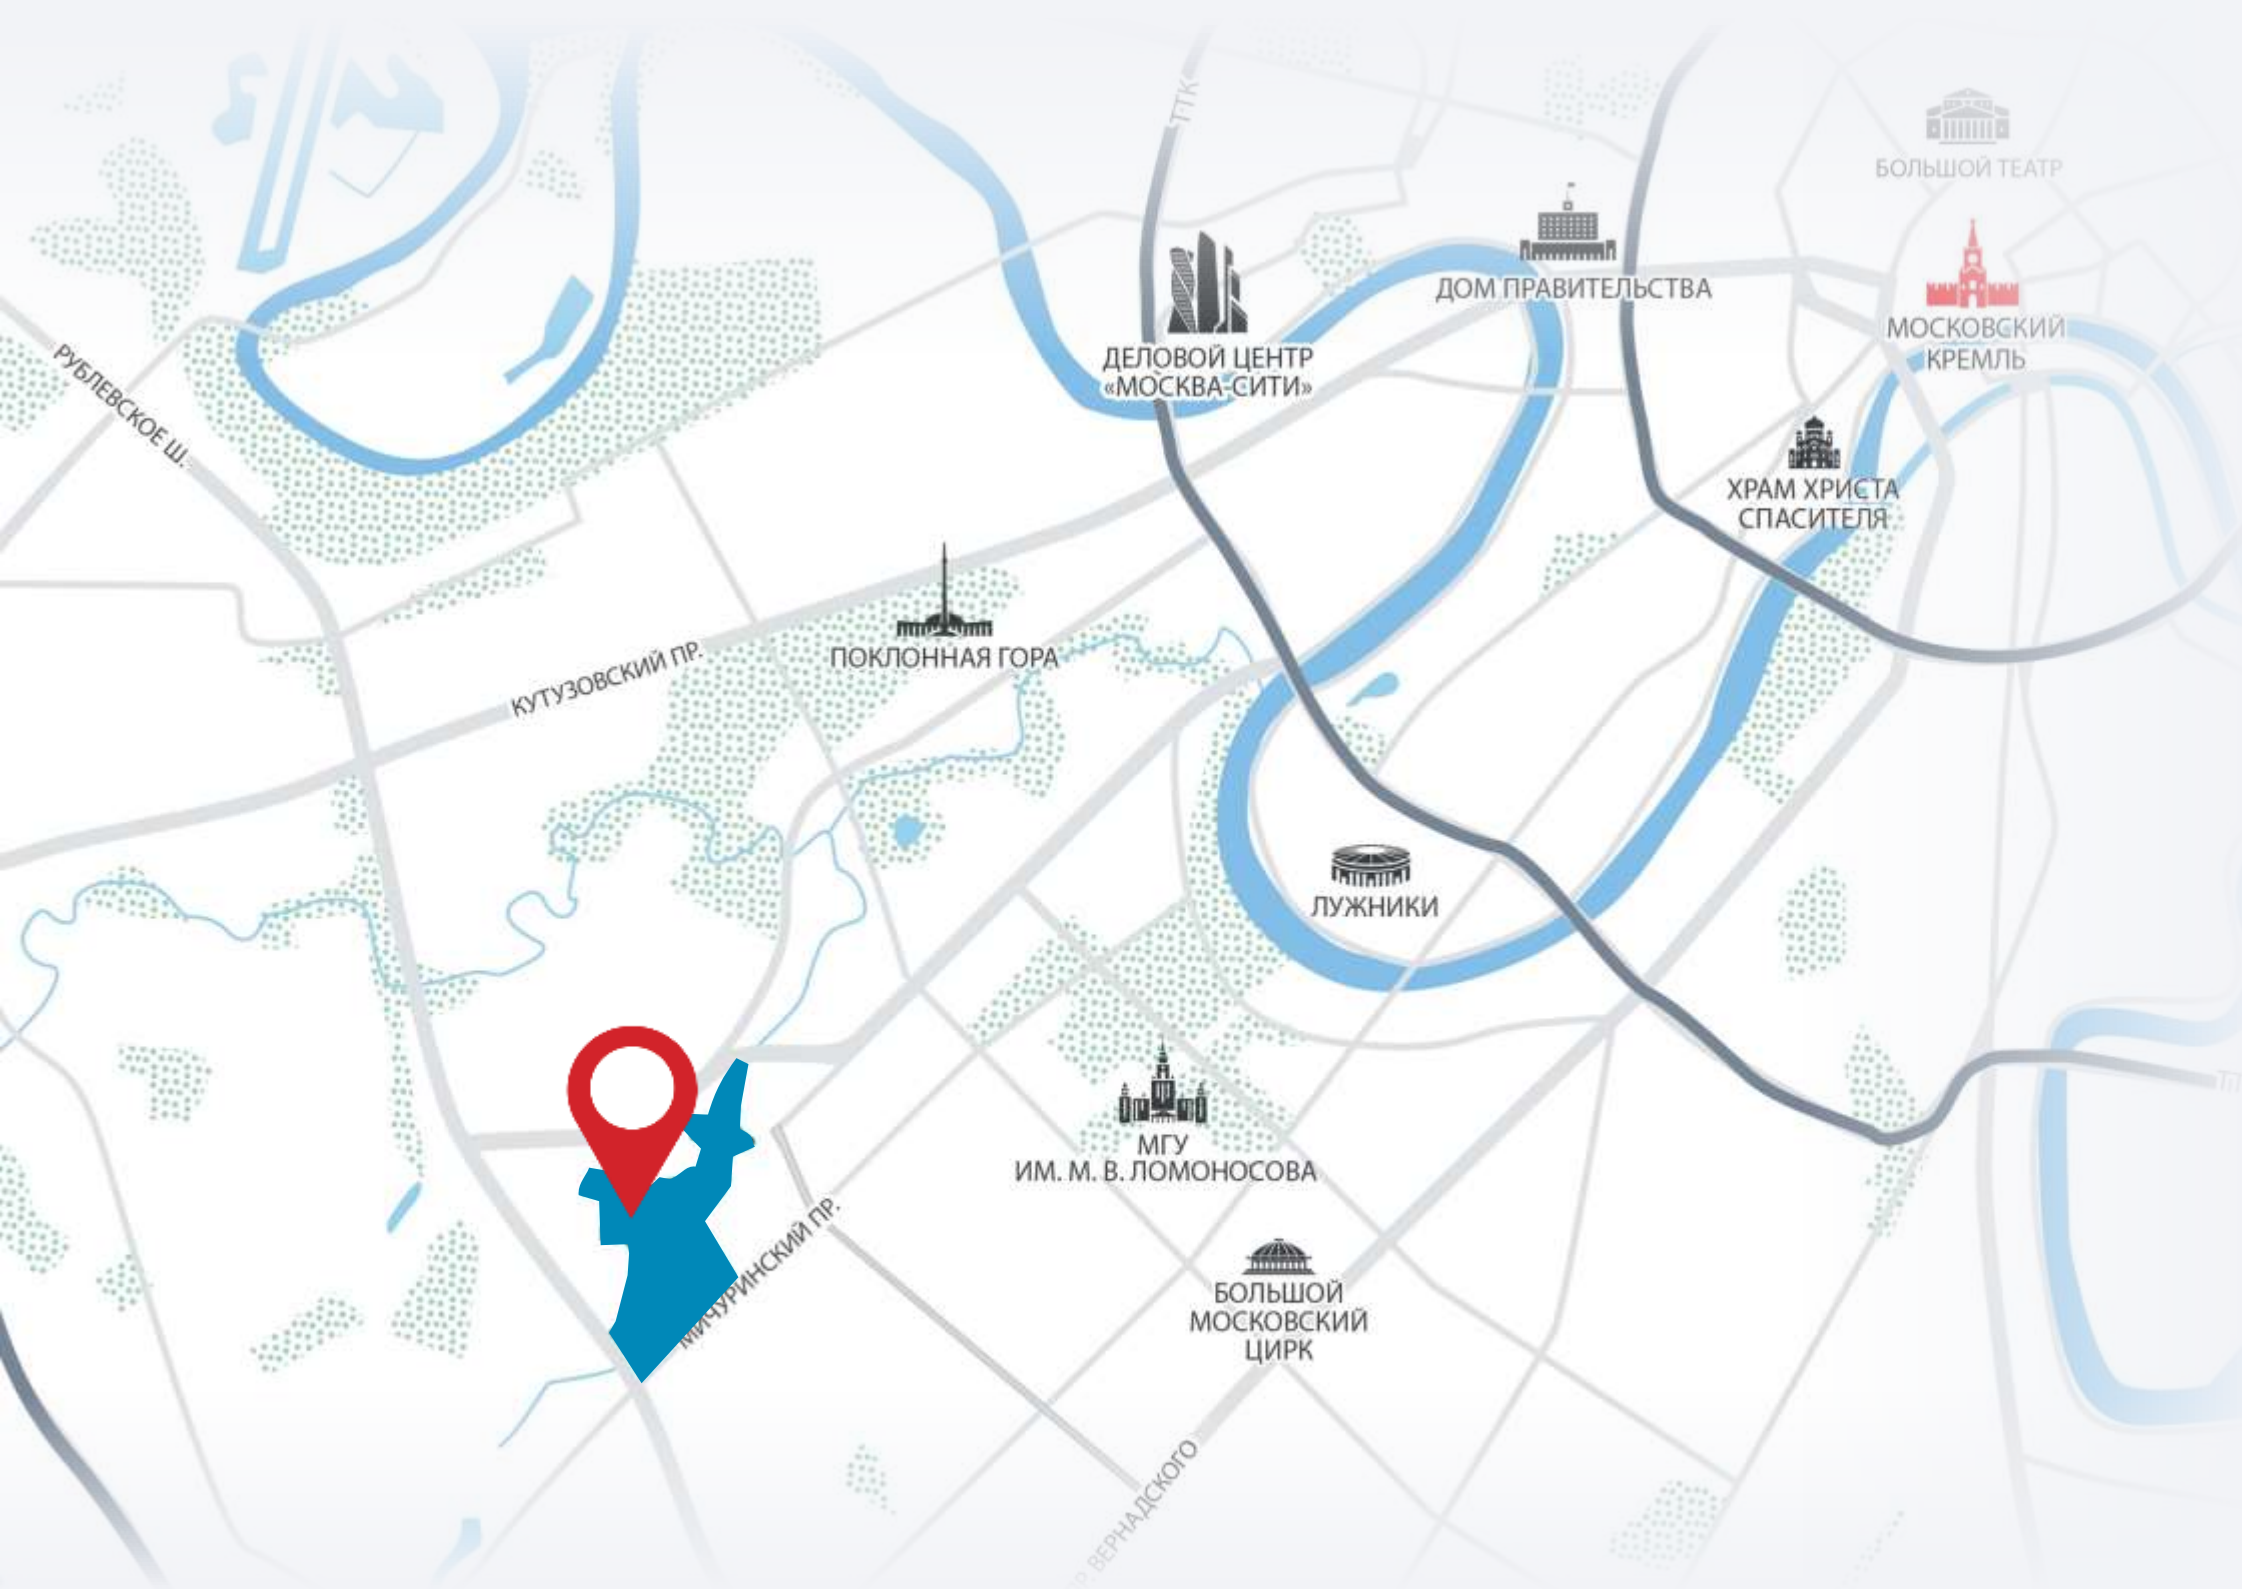 ТТК
БОЛЬШОЙ ТЕАТР
ДОМ ПРАВИТЕЛЬСТВА
МОСКОВСКИЙ
КРЕМЛЬ
ДЕЛОВОЙ ЦЕНТР
«МОСКВА-СИТИ»
РУБЛЕВСКОЕ Ш.
ХРАМ ХРИСТА
СПАСИТЕЛЯ
КУТУЗОВСКИЙ ПР.
ПОКЛОННАЯ ГОРА
ЛУЖНИКИ
МГУ
ИМ. М. В. ЛОМОНОСОВА
МИЧУРИНСКИЙ ПР.
БОЛЬШОЙ
МОСКОВСКИЙ
ЦИРК
ВЕРНАДСКОГО